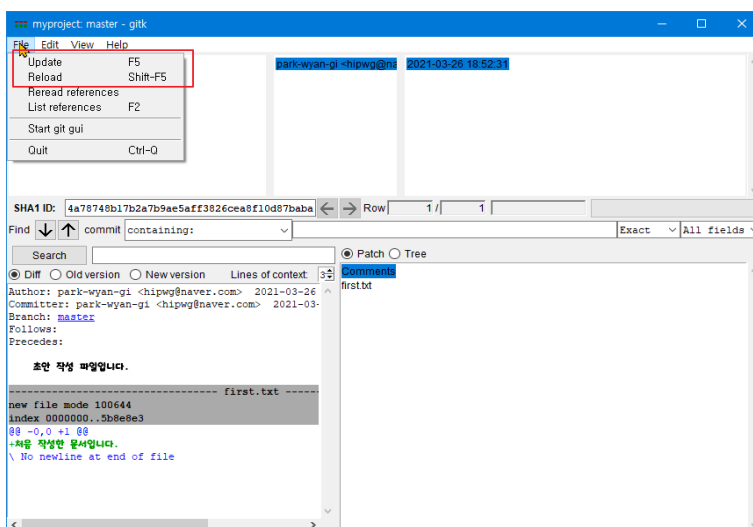 myproject: master - gitk
File Edit View Help
Update F5
Reload Shift-F5
Reread references
List references F2
Start git gui
Quit Ctrl-Q
park-wyan-gi <hipwg@na 2021-03-26 18:52:31
SHA1 ID: 4a78748b17b2a7b9ae5aff3826cea8f10d87baba Row 1 / 1
Find commit containing: Exact All fields
Search Patch Tree
Diff Old version New version Lines of context: 3
Comments
first.txt
Author: park-wyan-gi <hipwg@naver.com> 2021-03-26
Committer: park-wyan-gi <hipwg@naver.com> 2021-03-
Branch: master
Follows:
Precedes:
초안 작성 파일입니다.
--------------------------------- first.txt ------
new file mode 100644
index 0000000..5b8e8e3
@@ -0,0 +1 @@
+처음 작성한 문서입니다.
\ No newline at end of file